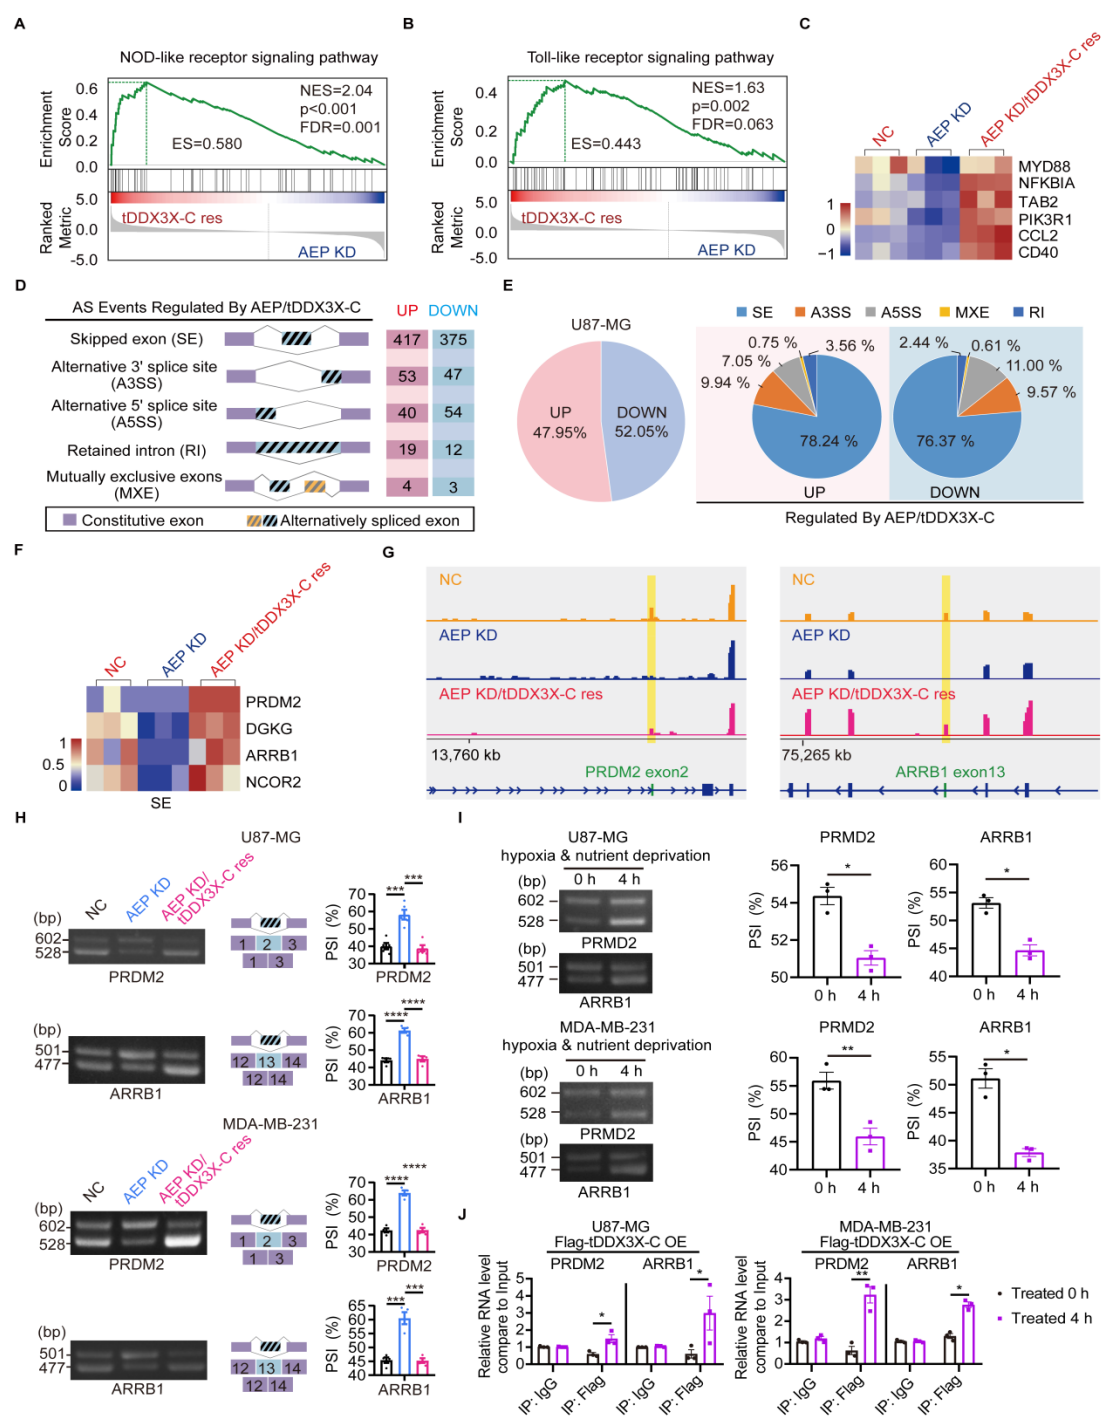 A
NOD-like receptor signaling pathway
Enrichment Score
0.6
0.4
0.2
0.0
NES=2.04
p<0.001
FDR=0.001
ES=0.580
Ranked Metric
5.0
0.0
-5.0
tDDX3X-C res
AEP KD
B
Toll-like receptor signaling pathway
Enrichment Score
0.4
0.2
0
NES=1.63
p=0.002
FDR=0.063
ES=0.443
Ranked Metric
5.0
0.0
-5.0
tDDX3X-C res
AEP KD
C
NC
AEP KD
AEP KD/tDDX3X-C res
MYD88
NFKBIA
TAB2
PIK3R1
CCL2
CD40
1
0
−1
D
AS Events Regulated By AEP/tDDX3X-C
UP DOWN
Skipped exon (SE) 417 375
Alternative 3' splice site (A3SS) 53 47
Alternative 5' splice site (A5SS) 40 54
Retained intron (RI) 19 12
Mutually exclusive exons (MXE) 4 3
Constitutive exon
Alternatively spliced exon
E
SE A3SS A5SS MXE RI
U87-MG
UP 47.95%
DOWN 52.05%
0.75 %
3.56 %
7.05 %
9.94 %
78.24 %
UP
2.44 %
0.61 %
11.00 %
9.57 %
76.37 %
DOWN
Regulated By AEP/tDDX3X-C
F
NC
AEP KD
AEP KD/tDDX3X-C res
PRDM2
DGKG
ARRB1
NCOR2
1
0.5
0
SE
G
NC
AEP KD
AEP KD/tDDX3X-C res
13,760 kb
PRDM2 exon2
NC
AEP KD
AEP KD/tDDX3X-C res
75,265 kb
ARRB1 exon13
H
U87-MG
(bp)
NC
AEP KD
AEP KD/ tDDX3X-C res
602
528
PRDM2
1 2 3
1 3
PSI (%)
70
60
50
40
30
*** ***
PRDM2
(bp)
501
477
ARRB1
12 13 14
12 14
PSI (%)
70
60
50
40
30
**** ****
ARRB1
MDA-MB-231
(bp)
NC
AEP KD
AEP KD/ tDDX3X-C res
602
528
PRDM2
1 2 3
1 3
PSI (%)
70
60
50
40
30
**** ****
PRDM2
(bp)
501
477
ARRB1
12 13 14
12 14
PSI (%)
65
60
55
50
45
40
*** ***
ARRB1
I
U87-MG
hypoxia & nutrient deprivation
(bp)
0 h 4 h
602
528
PRMD2
(bp)
501
477
ARRB1
PRMD2
PSI (%)
56
54
52
50
*
0 h 4 h
ARRB1
PSI (%)
60
55
50
45
40
*
0 h 4 h
MDA-MB-231
hypoxia & nutrient deprivation
(bp)
0 h 4 h
602
528
PRMD2
(bp)
501
477
ARRB1
PRMD2
PSI (%)
60
55
50
45
40
**
0 h 4 h
ARRB1
PSI (%)
55
50
45
40
35
*
0 h 4 h
J
U87-MG
Flag-tDDX3X-C OE
PRDM2 ARRB1
Relative RNA level compare to Input
5
4
3
2
1
0
* *
IP: IgG
IP: Flag
IP: IgG
IP: Flag
MDA-MB-231
Flag-tDDX3X-C OE
PRDM2 ARRB1
Relative RNA level compare to Input
4
3
2
1
0
** *
IP: IgG
IP: Flag
IP: IgG
IP: Flag
Treated 0 h
Treated 4 h